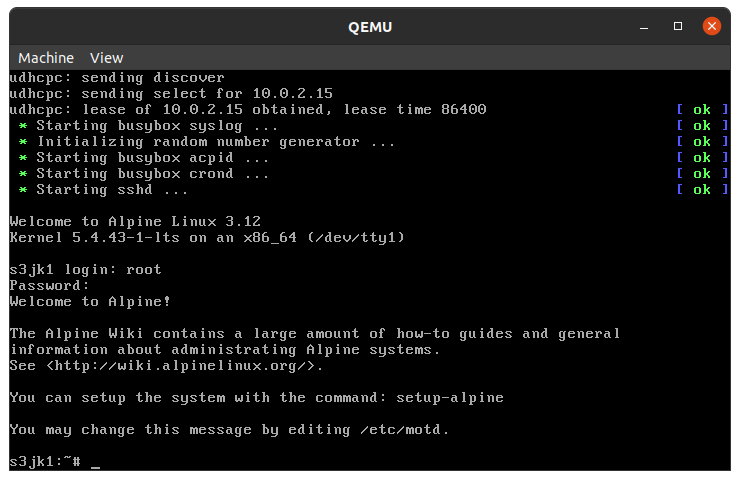 QEMU
Machine View
udhcpc: sending discover
udhcpc: sending select for 10.0.2.15
udhcpc: lease of 10.0.2.15 obtained, lease time 86400 [ ok ]
* Starting busybox syslog ... [ ok ]
* Initializing random number generator ... [ ok ]
* Starting busybox acpid ... [ ok ]
* Starting busybox crond ... [ ok ]
* Starting sshd ... [ ok ]
Welcome to Alpine Linux 3.12
Kernel 5.4.43-1-lts on an x86_64 (/dev/tty1)
s3jk1 login: root
Password:
Welcome to Alpine!
The Alpine Wiki contains a large amount of how-to guides and general
information about administrating Alpine systems.
See <http://wiki.alpinelinux.org/>.
You can setup the system with the command: setup-alpine
You may change this message by editing /etc/motd.
s3jk1:~# _